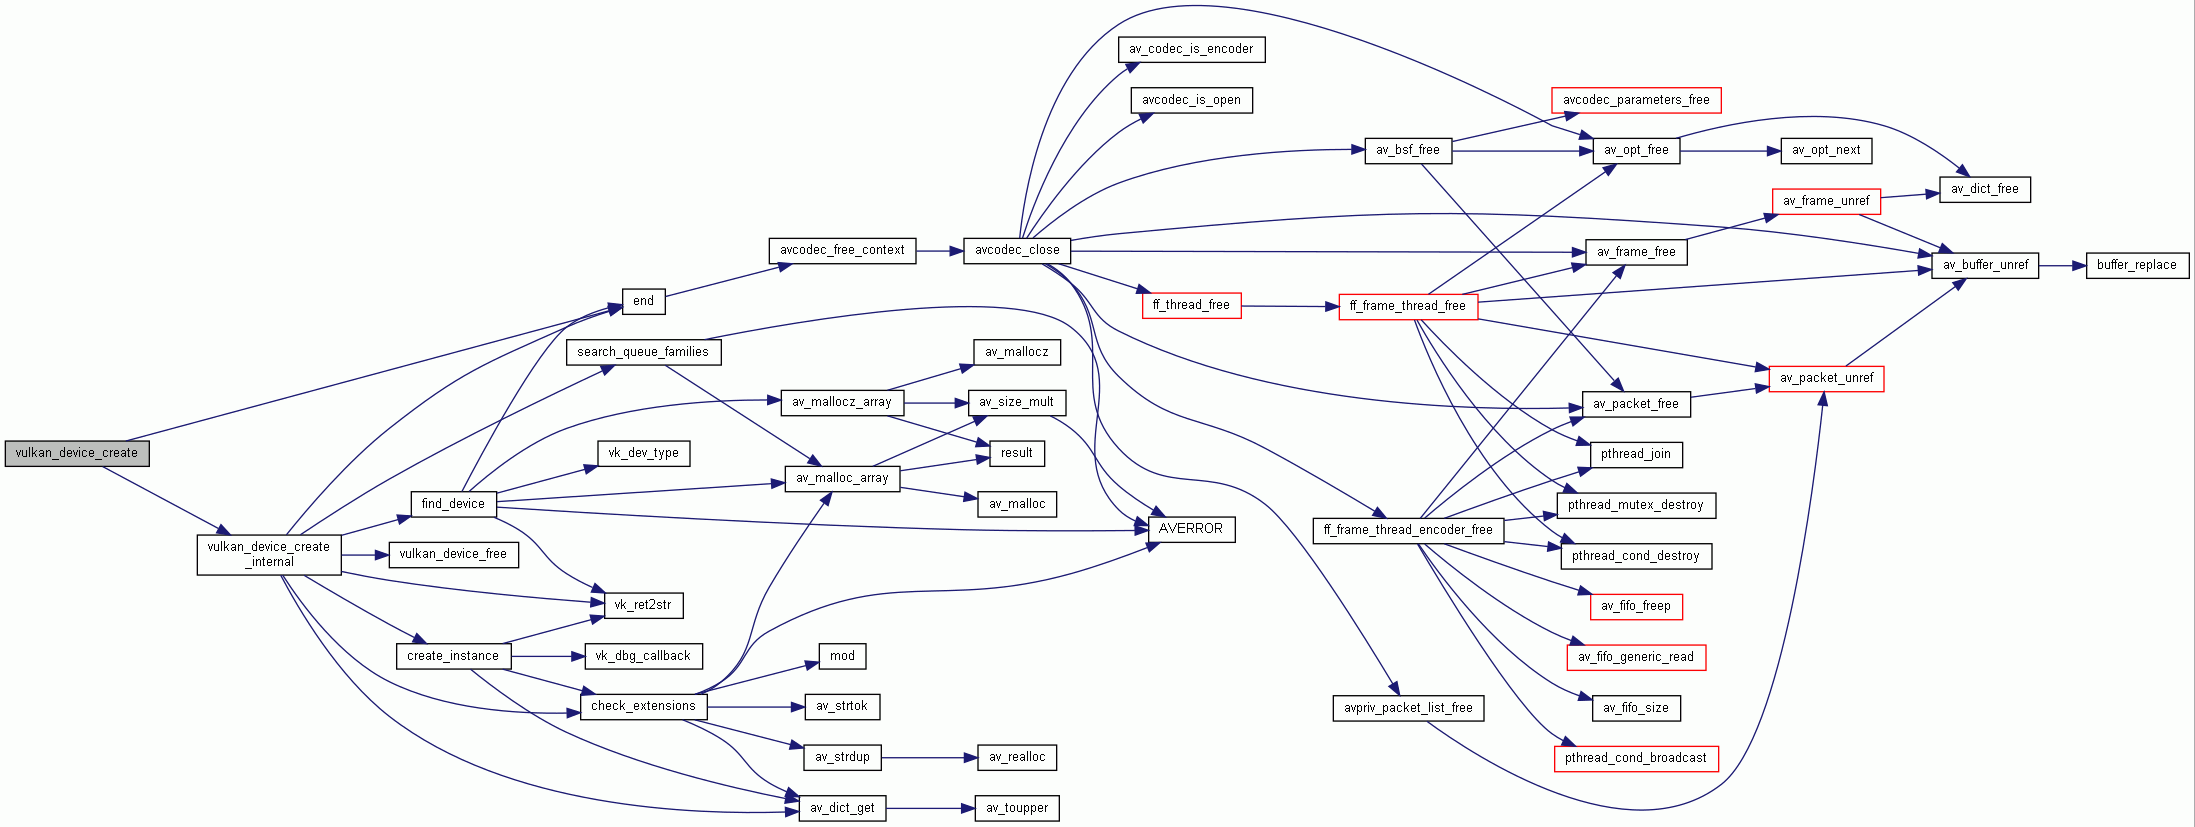 vulkan_device_create
vulkan_device_create
_internal
find_device
vulkan_device_free
create_instance
end
search_queue_families
vk_dev_type
vk_ret2str
vk_dbg_callback
check_extensions
avcodec_free_context
av_mallocz_array
av_malloc_array
mod
av_strtok
av_strdup
av_dict_get
avcodec_close
av_mallocz
av_size_mult
result
av_malloc
av_realloc
av_toupper
av_codec_is_encoder
avcodec_is_open
ff_thread_free
AVERROR
av_bsf_free
ff_frame_thread_free
ff_frame_thread_encoder_free
avpriv_packet_list_free
avcodec_parameters_free
av_opt_free
av_frame_free
av_packet_free
pthread_join
pthread_mutex_destroy
pthread_cond_destroy
av_fifo_freep
av_fifo_generic_read
av_fifo_size
pthread_cond_broadcast
av_opt_next
av_frame_unref
av_packet_unref
av_dict_free
av_buffer_unref
buffer_replace